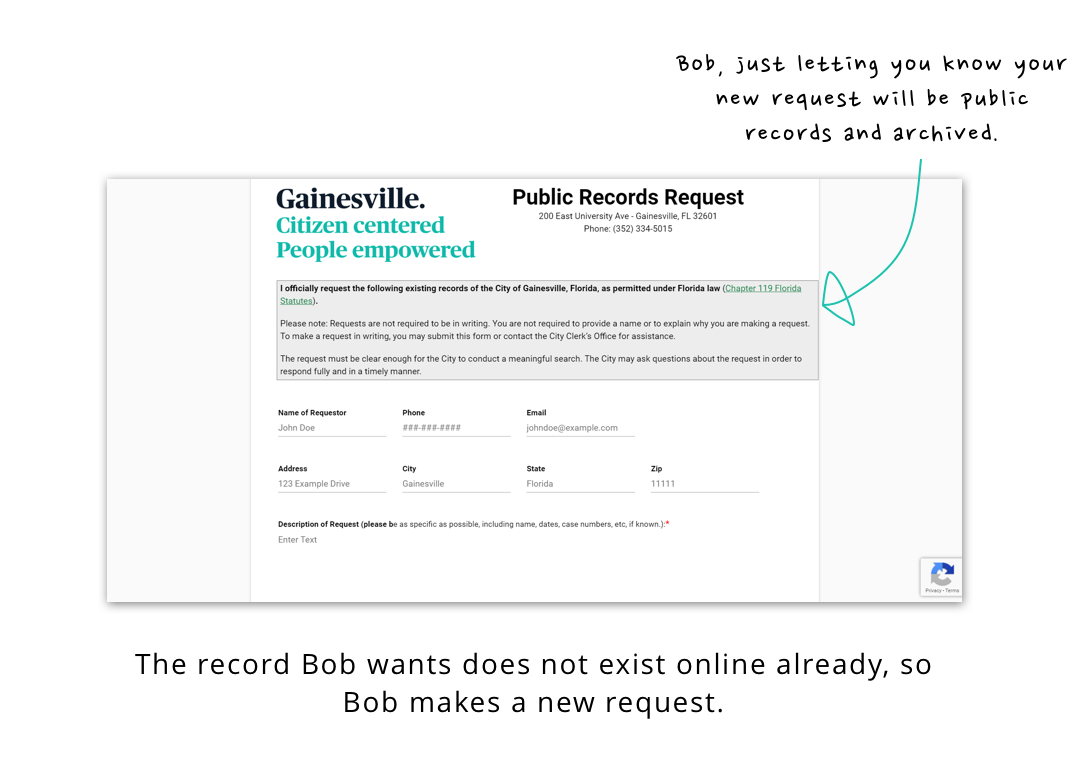 Bob, just letting you know your
new request will be public
records and archived.
Gainesville.
Citizen centered
People empowered
Public Records Request
200 East University Ave - Gainesville, FL 32601
Phone: (352) 334-5015
I officially request the following existing records of the City of Gainesville, Florida, as permitted under Florida law (Chapter 119 Florida
Statutes).
Please note: Requests are not required to be in writing. You are not required to provide a name or to explain why you are making a request.
To make a request in writing, you may submit this form or contact the City Clerk's Office for assistance.
The request must be clear enough for the City to conduct a meaningful search. The City may ask questions about the request in order to
respond fully and in a timely manner.
Name of Requestor Phone Email
John Doe ###-###-#### johndoe@example.com
Address City State Zip
123 Example Drive Gainesville Florida 11111
Description of Request (please be as specific as possible, including name, dates, case numbers, etc, if known.):*
Enter Text
Privacy - Terms
The record Bob wants does not exist online already, so
Bob makes a new request.